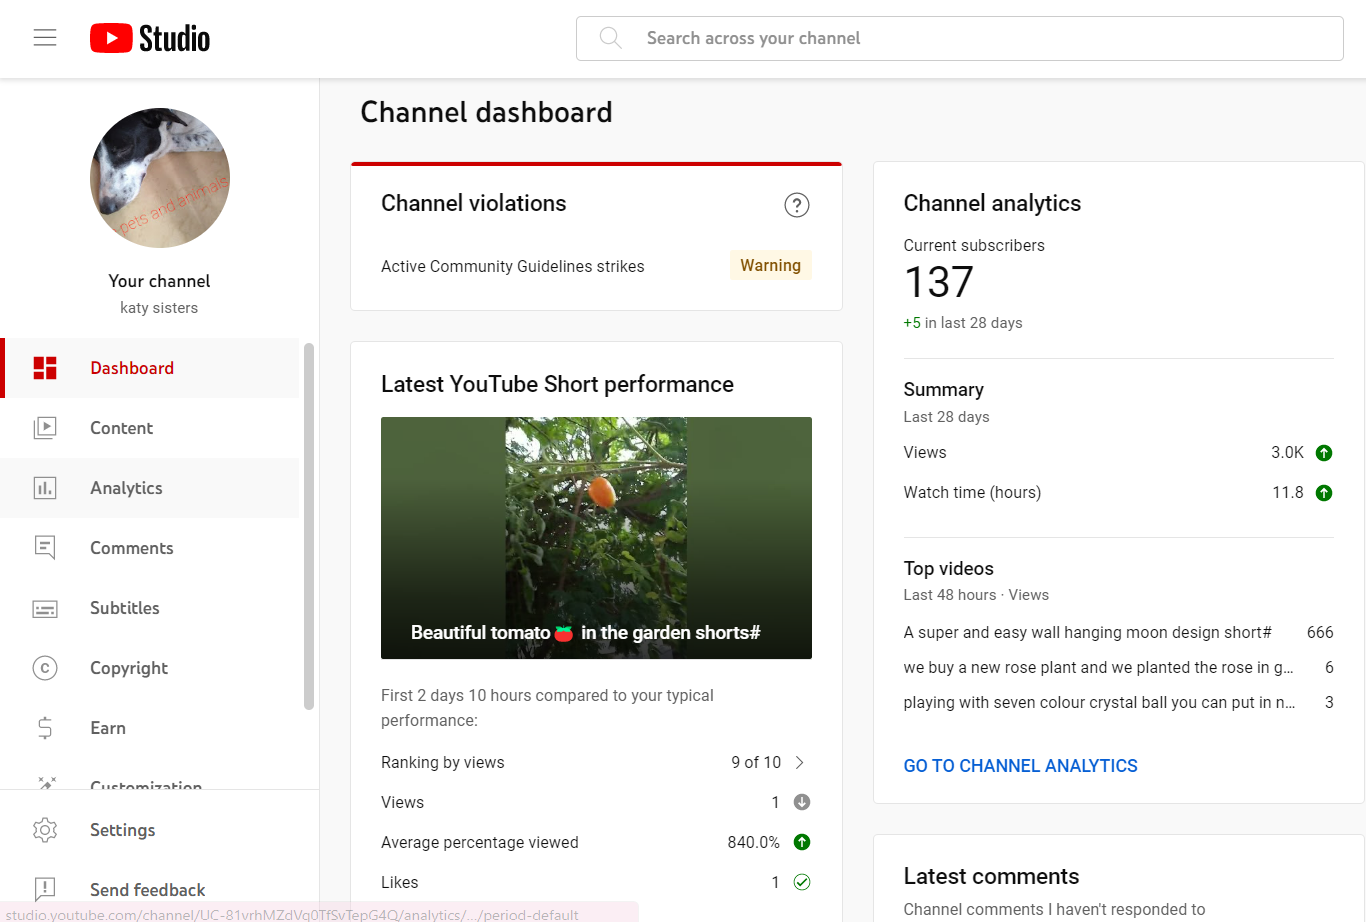 Studio
Search across your channel
pets and animals
Your channel
katy sisters
Dashboard
Content
Analytics
Comments
Subtitles
Copyright
Earn
Customization
Settings
Send feedback
studio.youtube.com/channel/UC-81vrhMZdVq0TfSvTepG4Q/analytics/.../period-default
Channel dashboard
Channel violations
?
Active Community Guidelines strikes Warning
Latest YouTube Short performance
Beautiful tomato🍅 in the garden shorts#
First 2 days 10 hours compared to your typical
performance:
Ranking by views 9 of 10
Views 1
Average percentage viewed 840.0%
Likes 1
Channel analytics
Current subscribers
137
+5 in last 28 days
Summary
Last 28 days
Views 3.0K
Watch time (hours) 11.8
Top videos
Last 48 hours · Views
A super and easy wall hanging moon design short# 666
we buy a new rose plant and we planted the rose in g... 6
playing with seven colour crystal ball you can put in n... 3
GO TO CHANNEL ANALYTICS
Latest comments
Channel comments I haven't responded to